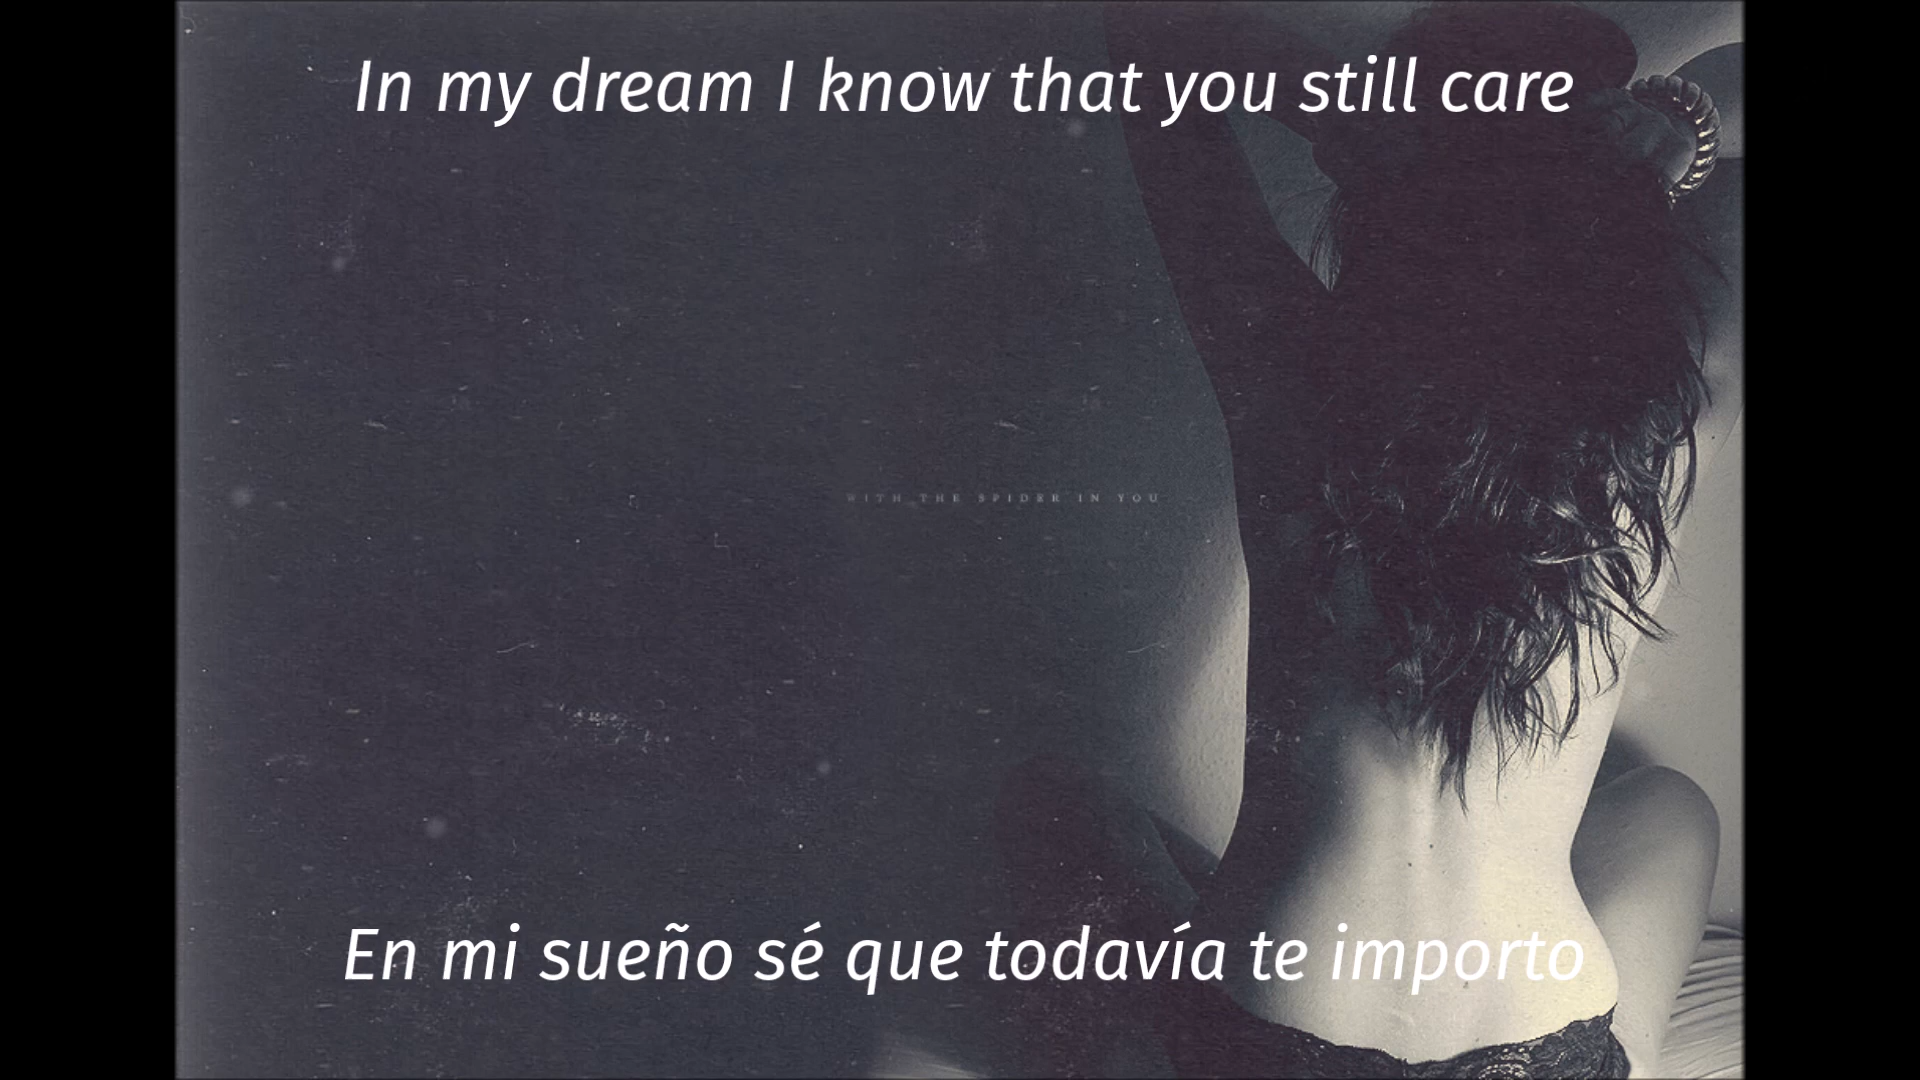 In my dream I know that you still care
WITH THE SPIDER IN YOU
En mi sueño sé que todavía te importo